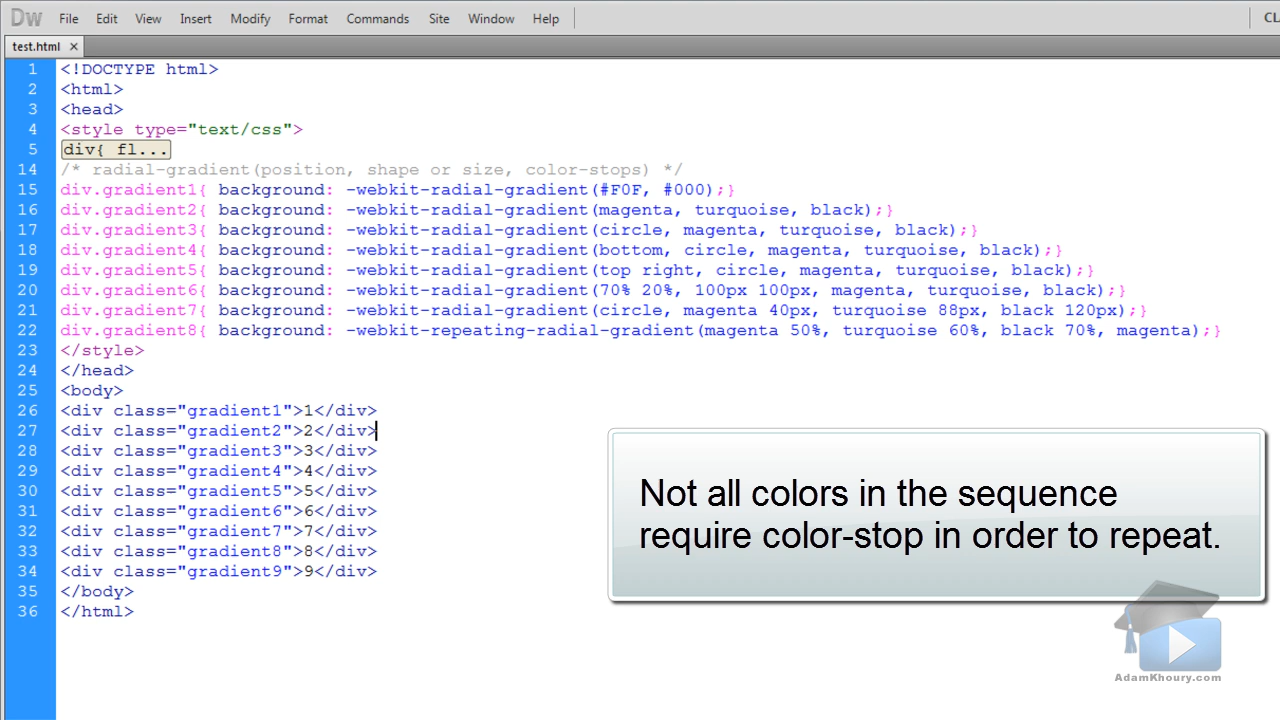 Dw File Edit View Insert Modify Format Commands Site Window Help CL
test.html ×
1 <!DOCTYPE html>
2 <html>
3 <head>
4 <style type="text/css">
5 div{ fl...
14 /* radial-gradient(position, shape or size, color-stops) */
15 div.gradient1{ background: -webkit-radial-gradient(#F0F, #000);}
16 div.gradient2{ background: -webkit-radial-gradient(magenta, turquoise, black);}
17 div.gradient3{ background: -webkit-radial-gradient(circle, magenta, turquoise, black);}
18 div.gradient4{ background: -webkit-radial-gradient(bottom, circle, magenta, turquoise, black);}
19 div.gradient5{ background: -webkit-radial-gradient(top right, circle, magenta, turquoise, black);}
20 div.gradient6{ background: -webkit-radial-gradient(70% 20%, 100px 100px, magenta, turquoise, black);}
21 div.gradient7{ background: -webkit-radial-gradient(circle, magenta 40px, turquoise 88px, black 120px);}
22 div.gradient8{ background: -webkit-repeating-radial-gradient(magenta 50%, turquoise 60%, black 70%, magenta);}
23 </style>
24 </head>
25 <body>
26 <div class="gradient1">1</div>
27 <div class="gradient2">2</div>
28 <div class="gradient3">3</div>
29 <div class="gradient4">4</div>
30 <div class="gradient5">5</div>
31 <div class="gradient6">6</div>
32 <div class="gradient7">7</div>
33 <div class="gradient8">8</div>
34 <div class="gradient9">9</div>
35 </body>
36 </html>
Not all colors in the sequence
require color-stop in order to repeat.
AdamKhoury.com